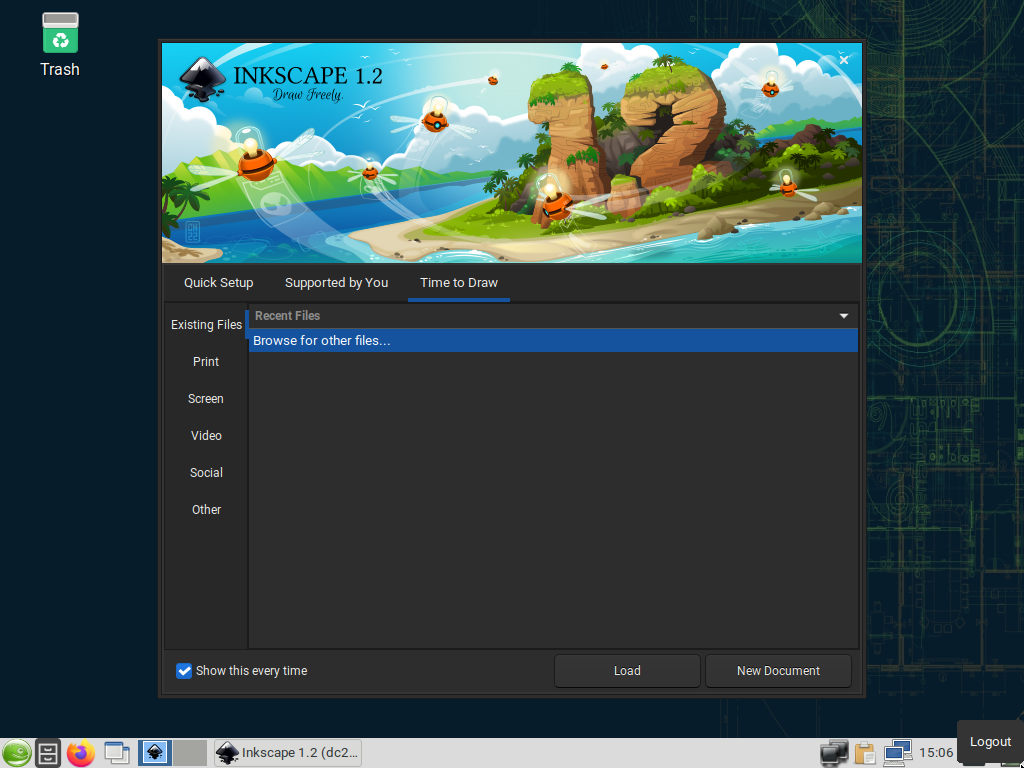 Trash
INKSCAPE 1.2
Draw Freely.
Quick Setup
Supported by You
Time to Draw
Existing Files
Recent Files
Browse for other files...
Print
Screen
Video
Social
Other
Show this every time
Load
New Document
Inkscape 1.2 (dc2...
15:06
Logout